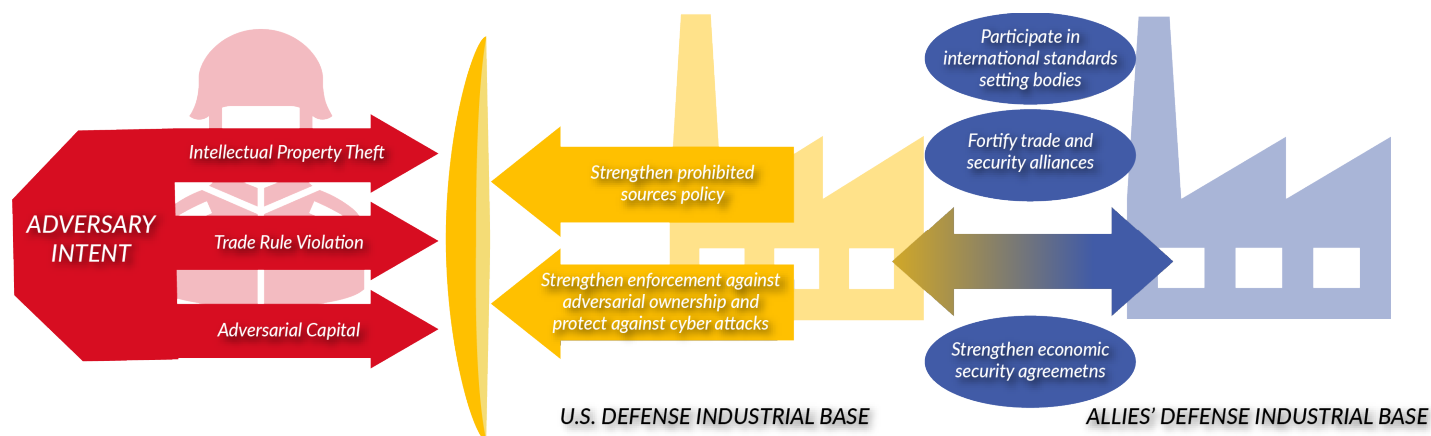 ADVERSARY
INTENT
Intellectual Property Theft
Trade Rule Violation
Adversarial Capital
Strengthen prohibited
sources policy
Strengthen enforcement against
adversarial ownership and
protect against cyber attacks
U.S. DEFENSE INDUSTRIAL BASE
Participate in
international standards
setting bodies
Fortify trade and
security alliances
Strengthen economic
security agreemetns
ALLIES' DEFENSE INDUSTRIAL BASE